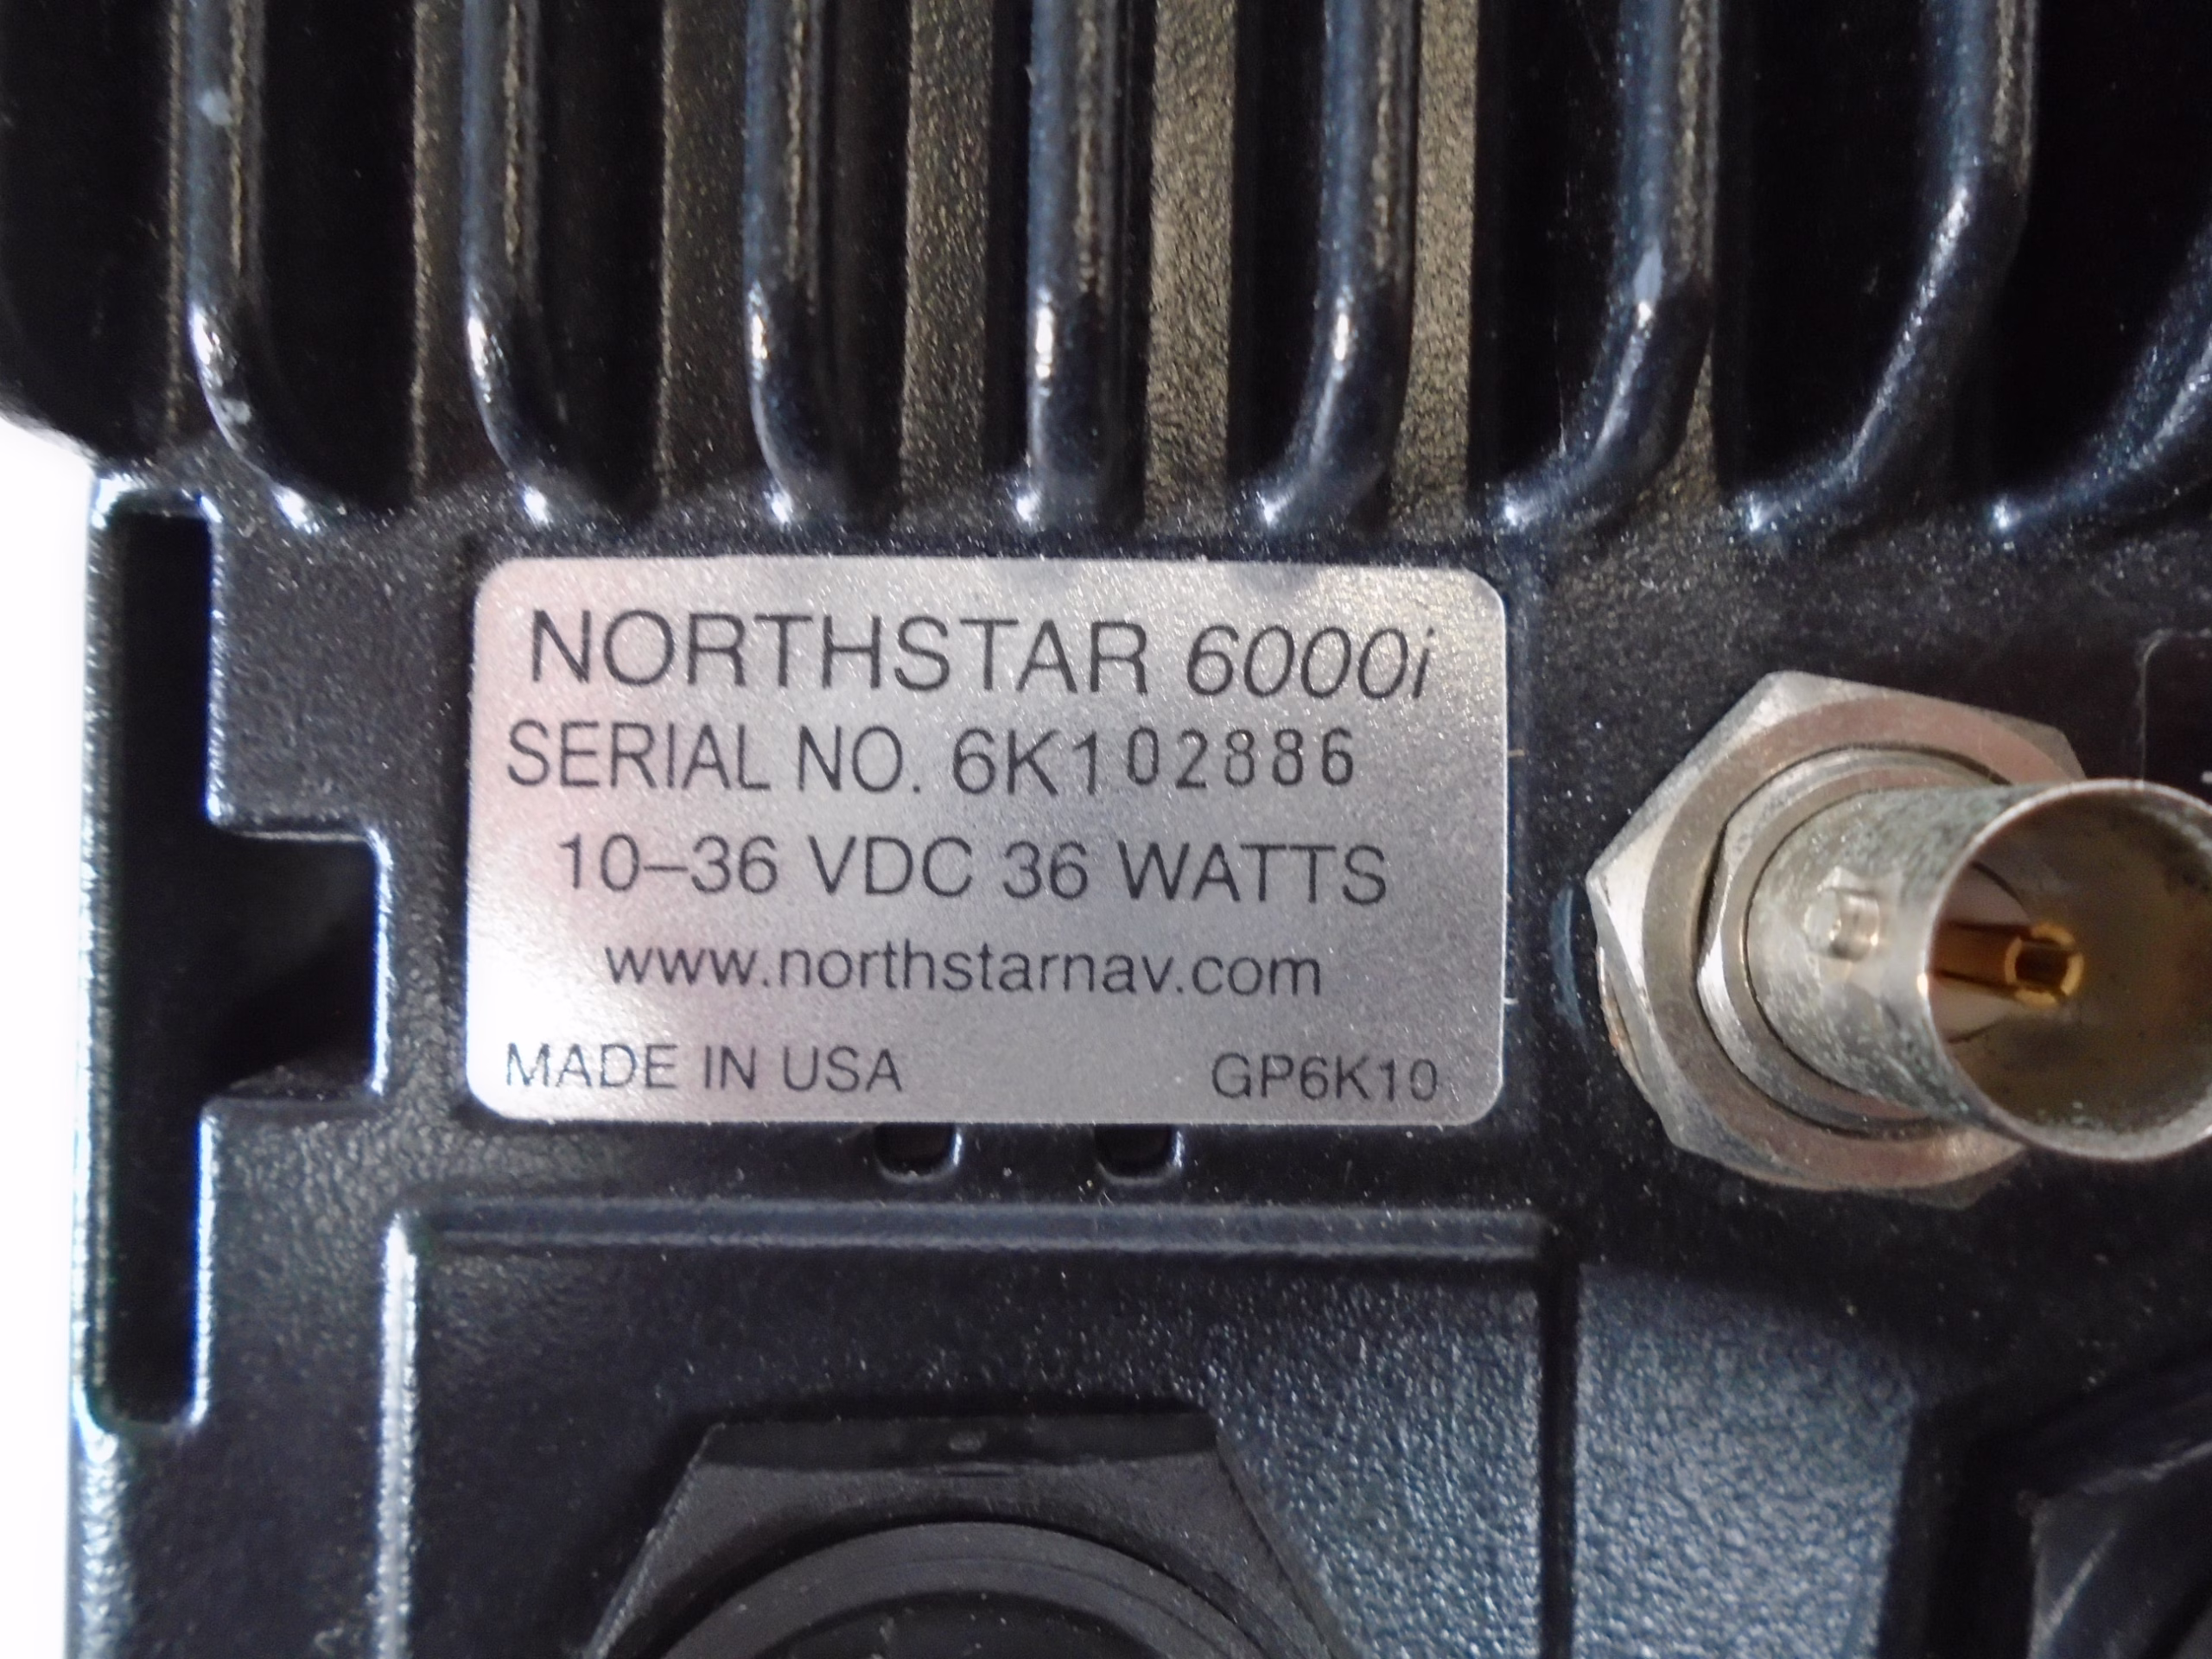 NORTHSTAR 6000i
SERIAL NO. 6K102886
10–36 VDC 36 WATTS
www.northstarnav.com
MADE IN USA GP6K10